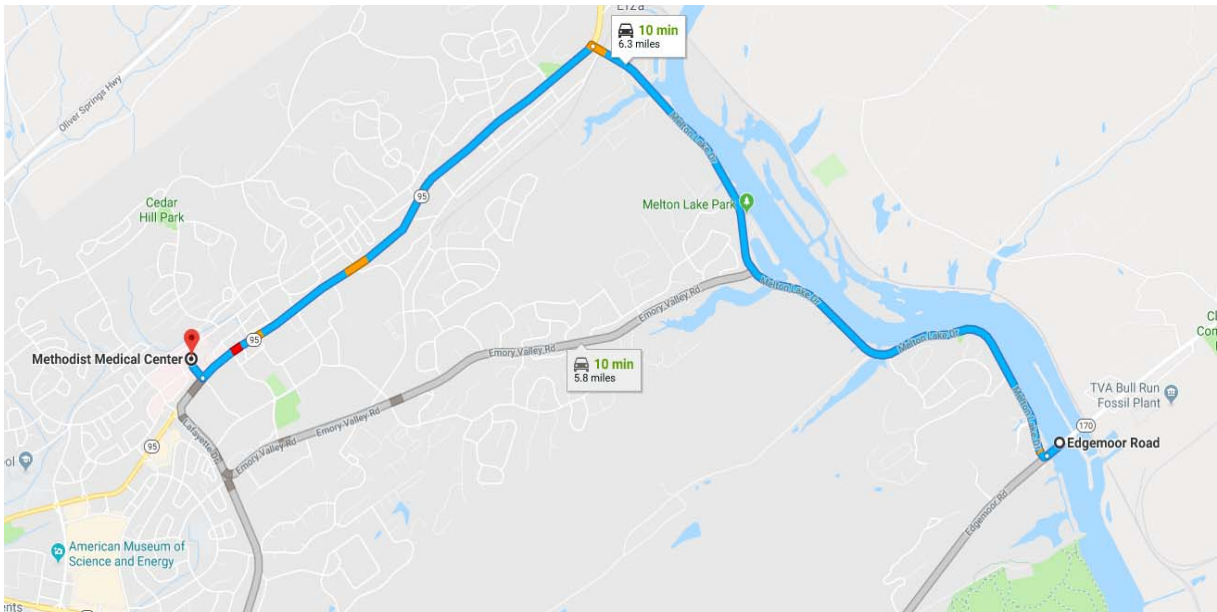 Elza
10 min
6.3 miles
Oliver Springs Hwy
Melton Lake Dr
95
Cedar
Hill Park
Melton Lake Park
Melton Lake Dr
Emory Valley Rd
95
Melton Lake Dr
Methodist Medical Center
Emory Valley Rd
10 min
5.8 miles
TVA Bull Run
Fossil Plant
Melton Lake Dr
Emory Valley Rd
Lafayette Dr
170
Edgemoor Road
95
Emory Valley Rd
Edgemoor Rd
American Museum of
Science and Energy